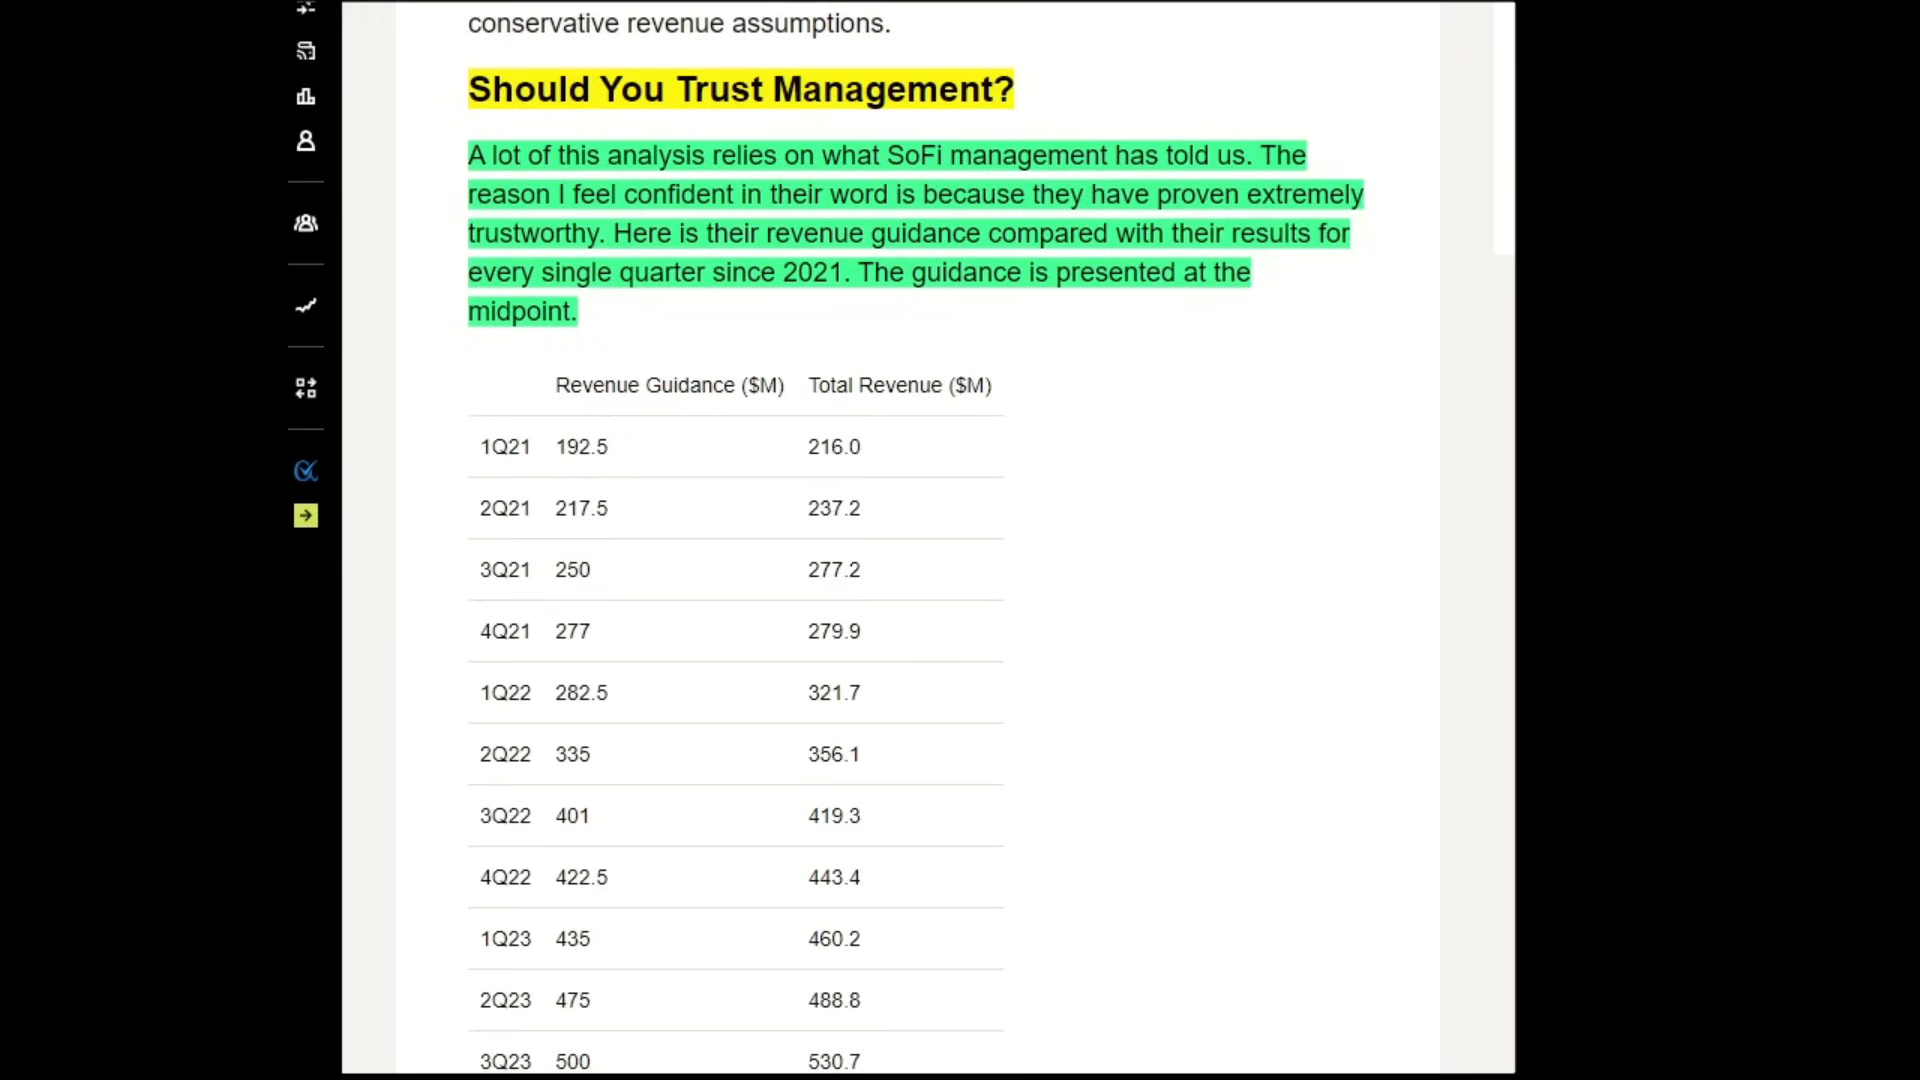 conservative revenue assumptions.
Should You Trust Management?
A lot of this analysis relies on what SoFi management has told us. The
reason I feel confident in their word is because they have proven extremely
trustworthy. Here is their revenue guidance compared with their results for
every single quarter since 2021. The guidance is presented at the
midpoint.
Revenue Guidance ($M) Total Revenue ($M)
1Q21 192.5 216.0
2Q21 217.5 237.2
3Q21 250 277.2
4Q21 277 279.9
1Q22 282.5 321.7
2Q22 335 356.1
3Q22 401 419.3
4Q22 422.5 443.4
1Q23 435 460.2
2Q23 475 488.8
3Q23 500 530.7